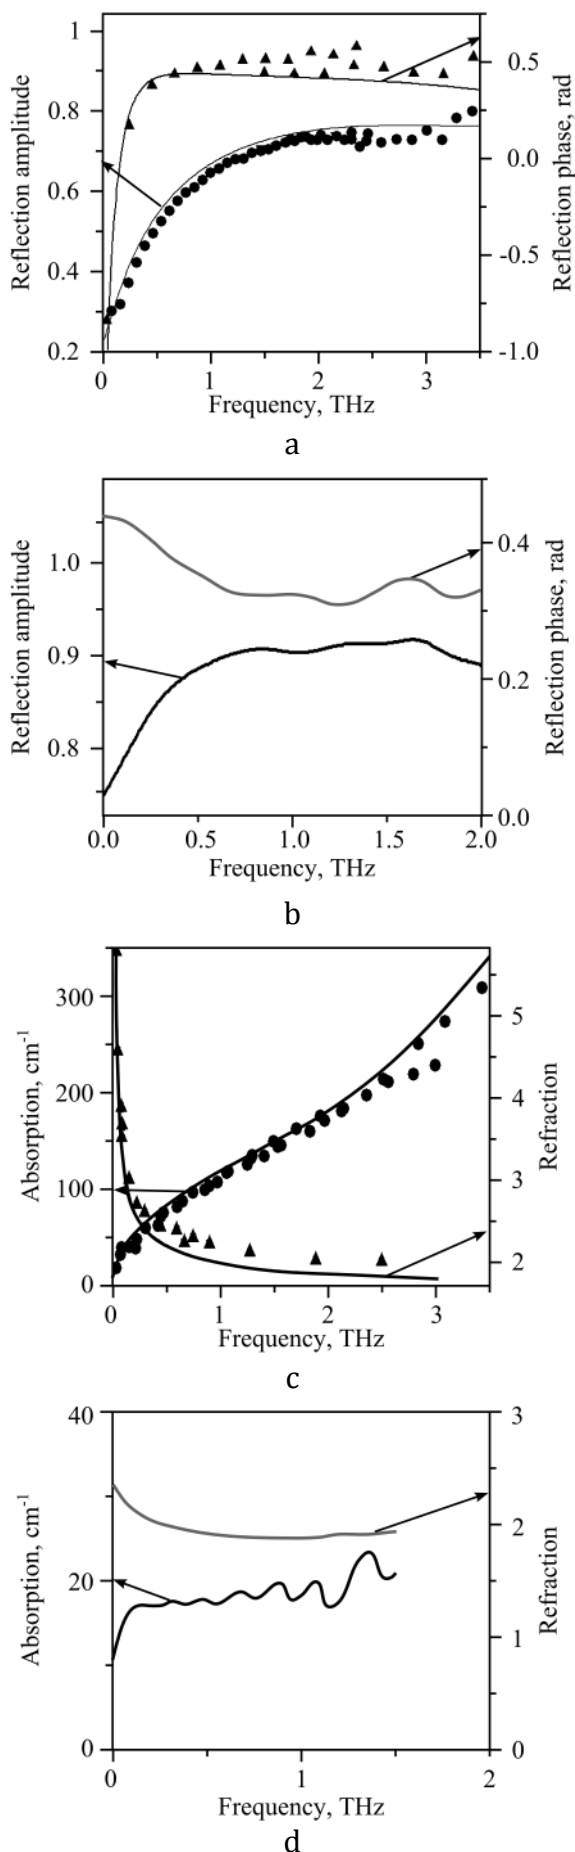 Reflection amplitude
1
0.8
0.6
0.4
0.2
0.5
0.0
-0.5
-1.0
Reflection phase, rad
0
1
2
3
Frequency, THz
a
Reflection amplitude
1.0
0.9
0.8
0.4
0.2
0.0
Reflection phase, rad
0.0
0.5
1.0
1.5
2.0
Frequency, THz
b
Absorption, cm⁻¹
300
200
100
0
5
4
3
2
Refraction
0
1
2
3
Frequency, THz
c
Absorption, cm⁻¹
40
20
0
3
2
1
0
Refraction
0
1
2
Frequency, THz
d